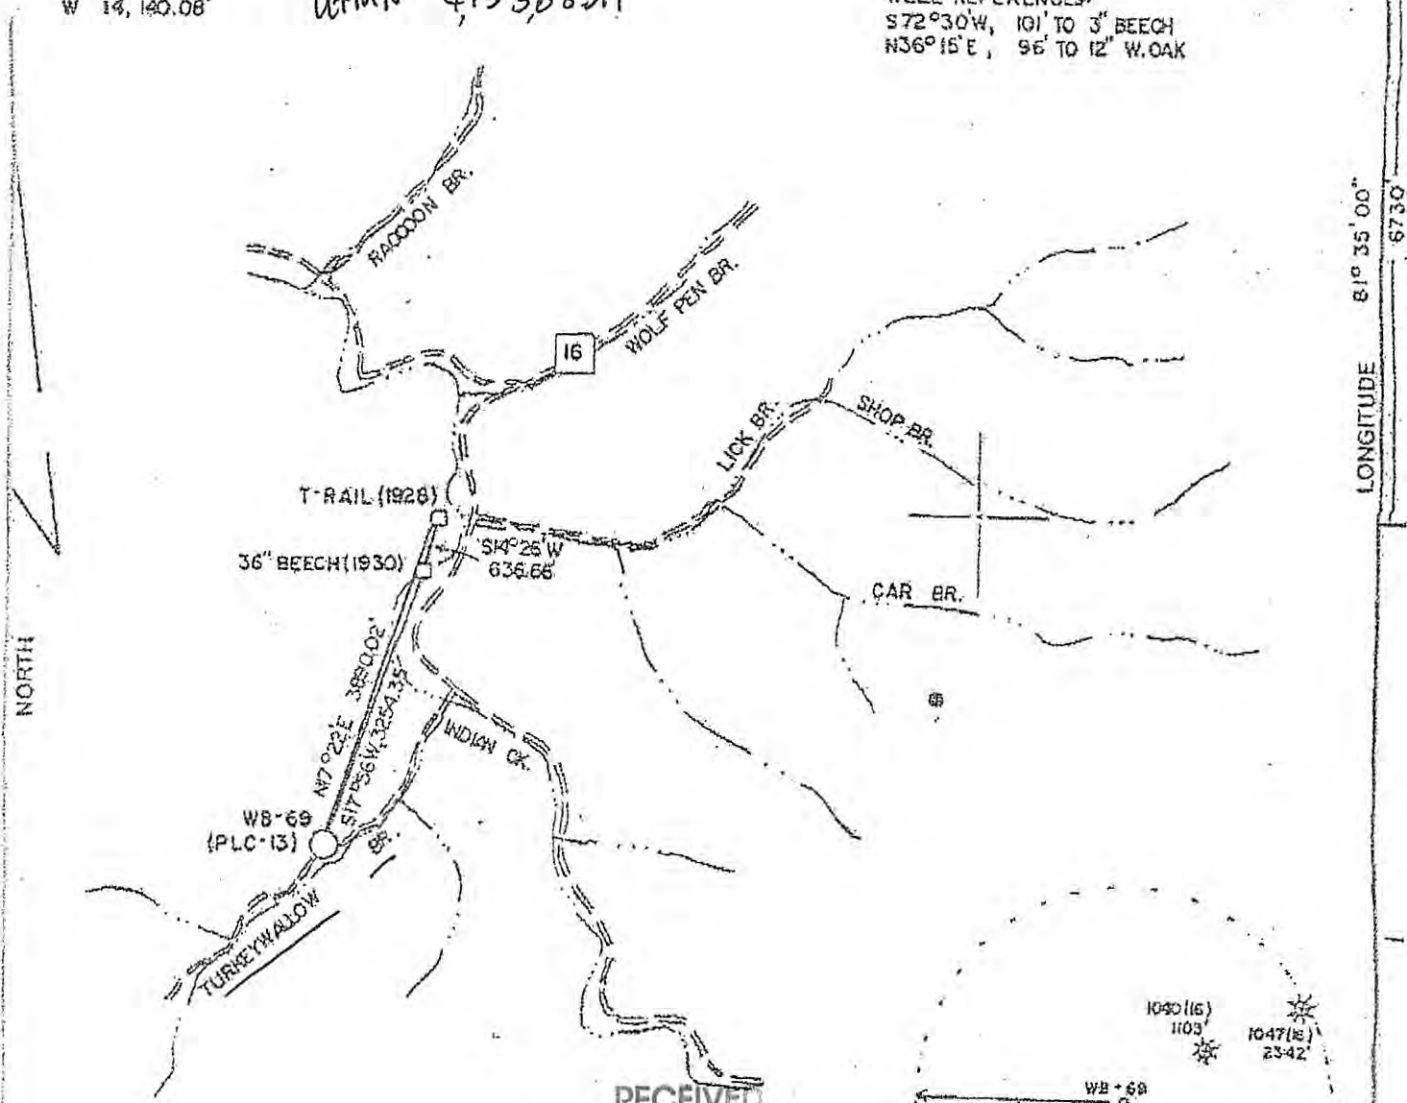 W 14, 140.08'
S72°30'W, 101' TO 3" BEECH
N36°15'E, 96' TO 12" W.OAK
RACCOON BR.
81° 35' 00"
6730'
LONGITUDE
WOLF PEN BR.
16
LICK BR.
SHOP BR.
T-RAIL (1928)
S14°26'W
636.66'
36" BEECH (1930)
CAR BR.
NORTH
N17°22'E 3890.02'
S17°56'W, 3254.35'
INDIAN CK.
WB-69
(PLC-13)
TURKEYWALLOW BR.
1040(16)
1103'
1047(16)
2342'
WB-69
RECEIVED
1